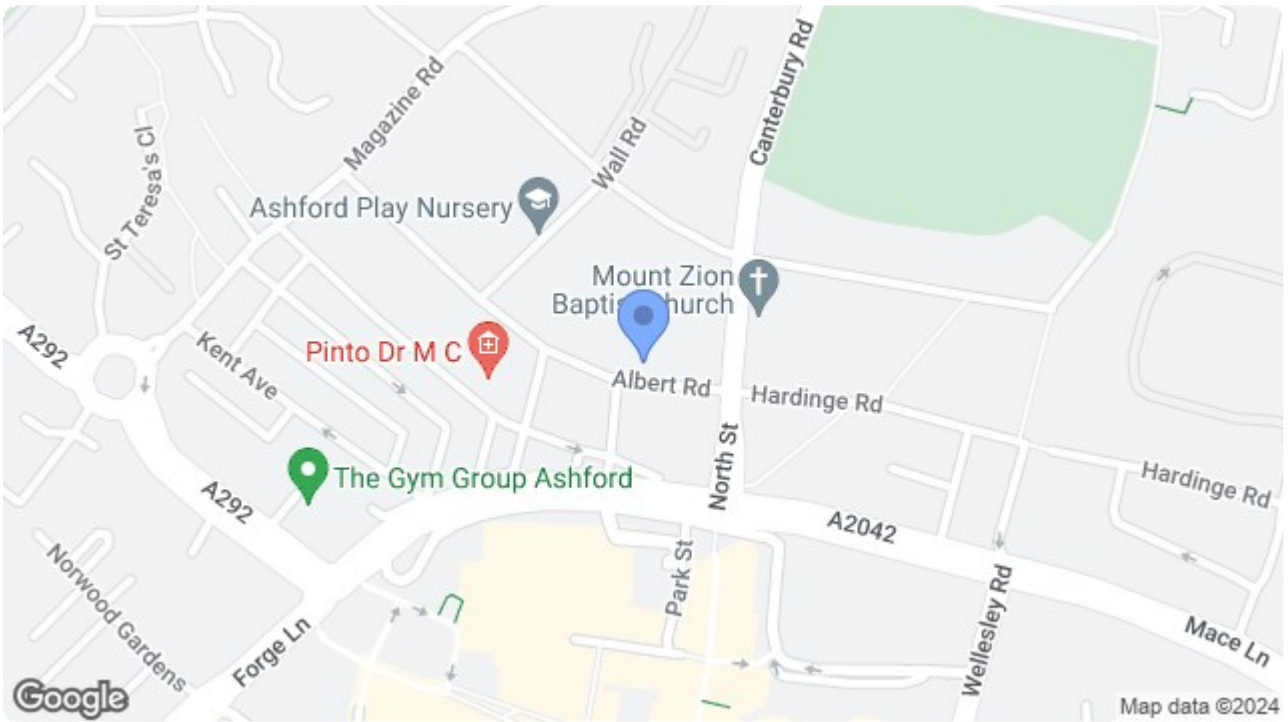 Canterbury Rd
Magazine Rd
Wall Rd
St Teresa's Cl
Ashford Play Nursery
Mount Zion
Baptist Church
A292
Kent Ave
Pinto Dr M C
Albert Rd
Hardinge Rd
North St
The Gym Group Ashford
Hardinge Rd
A292
A2042
Norwood Gardens
Park St
Wellesley Rd
Forge Ln
Mace Ln
Google
Map data ©2024